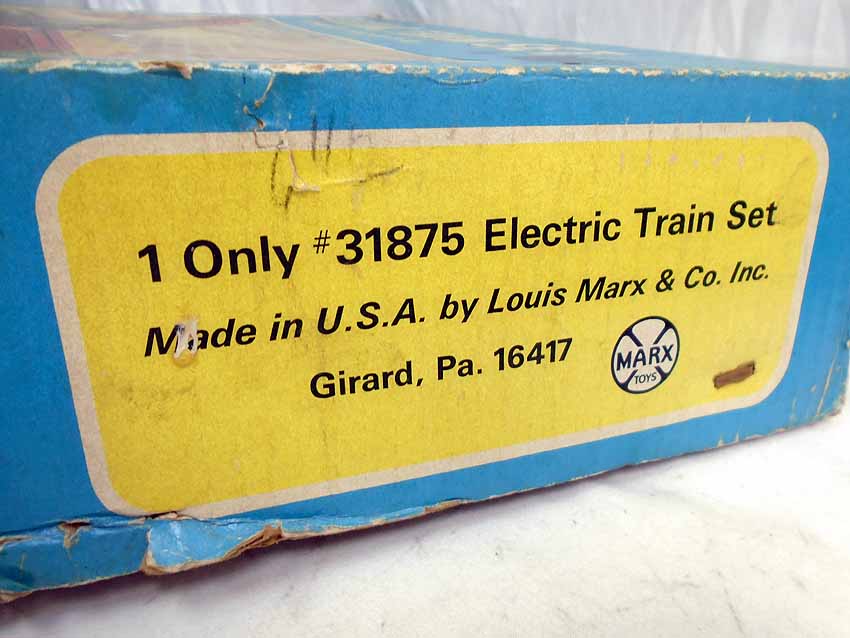 1 Only #31875 Electric Train Set
Made in U.S.A. by Louis Marx & Co. Inc.
Girard, Pa. 16417
MARX
TOYS